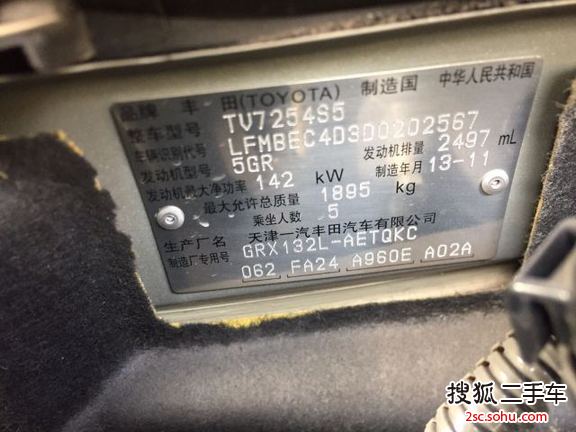 品牌 丰田(TOYOTA) 制造国 中华人民共和国
整车型号 TV7254S5
车辆识别代号 LFMBEC4D3D0202567
发动机型号 5GR 发动机排量 2497 mL
发动机最大净功率 142 kW 制造年月 13-11
最大允许总质量 1895 kg
乘坐人数 5
生产厂名 天津一汽丰田汽车有限公司
制造厂专用号 GRX132L-AETQKC
062 FA24 A960E A02A
搜狐二手车
2sc.sohu.com